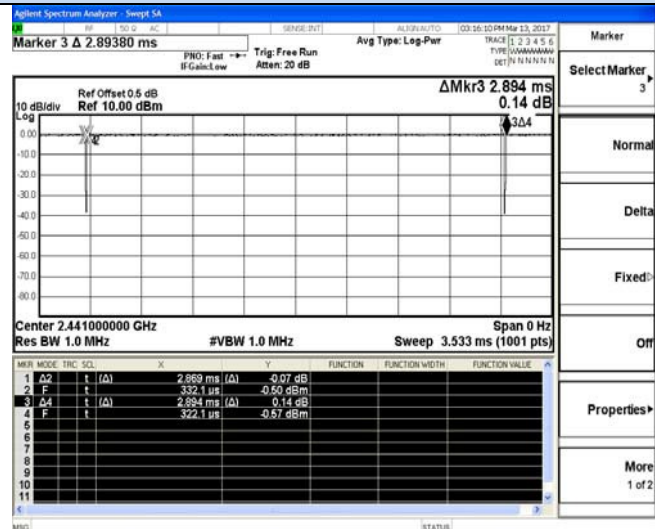 Agilent Spectrum Analyzer - Swept SA
RF 50 Ω AC SENSE:INT ALIGN AUTO 03:16:10 PM Mar 13, 2017
Marker 3 Δ 2.89380 ms
PNO: Fast
IFGain:Low
Trig: Free Run
Atten: 20 dB
Avg Type: Log-Pwr
TRACE 1 2 3 4 5 6
TYPE
DET N N N N N N
Ref Offset 0.5 dB
10 dB/div Ref 10.00 dBm
ΔMkr3 2.894 ms
0.14 dB
Log
3Δ4
0.00
-10.0
-20.0
-30.0
-40.0
-50.0
-60.0
-70.0
-80.0
Center 2.441000000 GHz Span 0 Hz
Res BW 1.0 MHz #VBW 1.0 MHz Sweep 3.533 ms (1001 pts)
MKR MODE TRC SCL X Y FUNCTION FUNCTION WIDTH FUNCTION VALUE
1 Δ2 t (Δ) 2.869 ms (Δ) -0.07 dB
2 F t 332.1 µs -0.50 dBm
3 Δ4 t (Δ) 2.894 ms (Δ) 0.14 dB
4 F t 322.1 µs -0.57 dBm
5
6
7
8
9
10
11
MSG STATUS
Marker
Select Marker
3
Normal
Delta
Fixed
Off
Properties
More
1 of 2